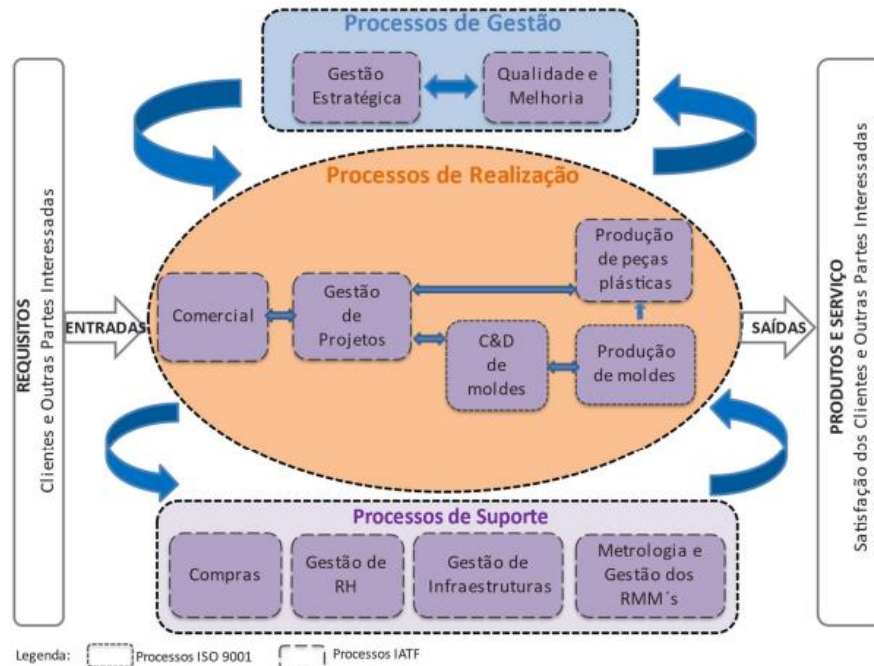 Processos de Gestão
Gestão
Estratégica
Qualidade e
Melhoria
REQUISITOS
Clientes e Outras Partes Interessadas
ENTRADAS
Processos de Realização
Comercial
Gestão
de
Projetos
C&D
de
moldes
Produção
de peças
plásticas
Produção
de moldes
SAÍDAS
PRODUTOS E SERVIÇO
Satisfação dos Clientes e Outras Partes Interessadas
Processos de Suporte
Compras
Gestão de
RH
Gestão de
Infraestruturas
Metrologia e
Gestão dos
RMM´s
Legenda:
Processos ISO 9001
Processos IATF